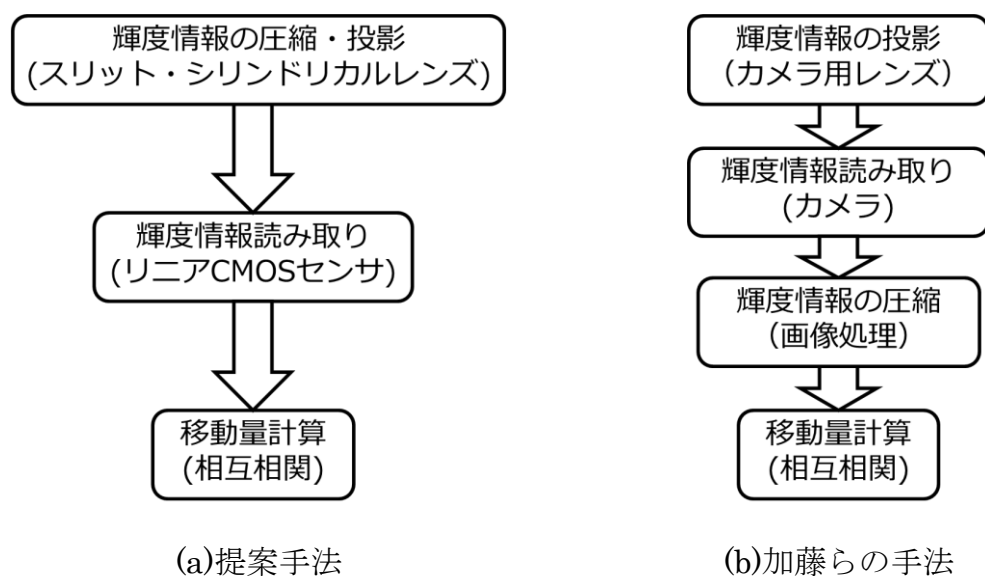 輝度情報の圧縮・投影
(スリット・シリンドリカルレンズ)
輝度情報読み取り
(リニアCMOSセンサ)
移動量計算
(相互相関)
(a)提案手法
輝度情報の投影
（カメラ用レンズ）
輝度情報読み取り
(カメラ)
輝度情報の圧縮
（画像処理）
移動量計算
(相互相関)
(b)加藤らの手法